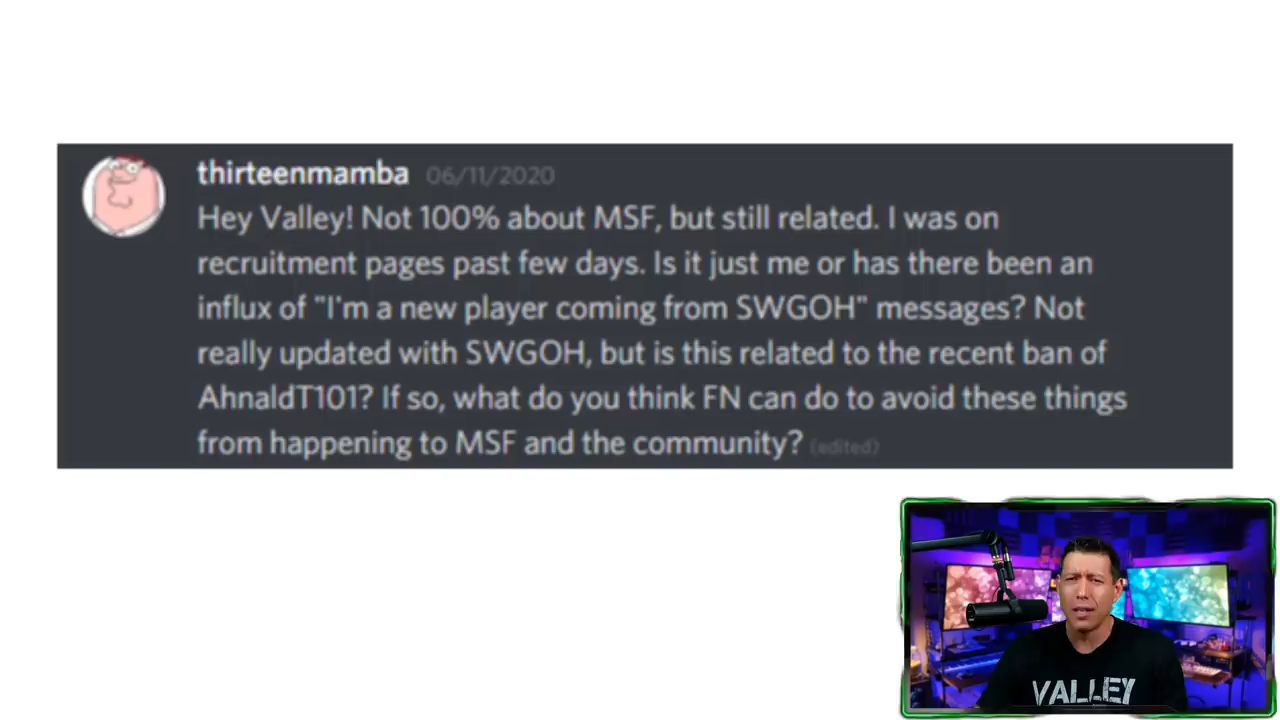 thirteenmamba 06/11/2020
Hey Valley! Not 100% about MSF, but still related. I was on
recruitment pages past few days. Is it just me or has there been an
influx of "I'm a new player coming from SWGOH" messages? Not
really updated with SWGOH, but is this related to the recent ban of
AhnaldT101? If so, what do you think FN can do to avoid these things
from happening to MSF and the community? (edited)
VALLEY